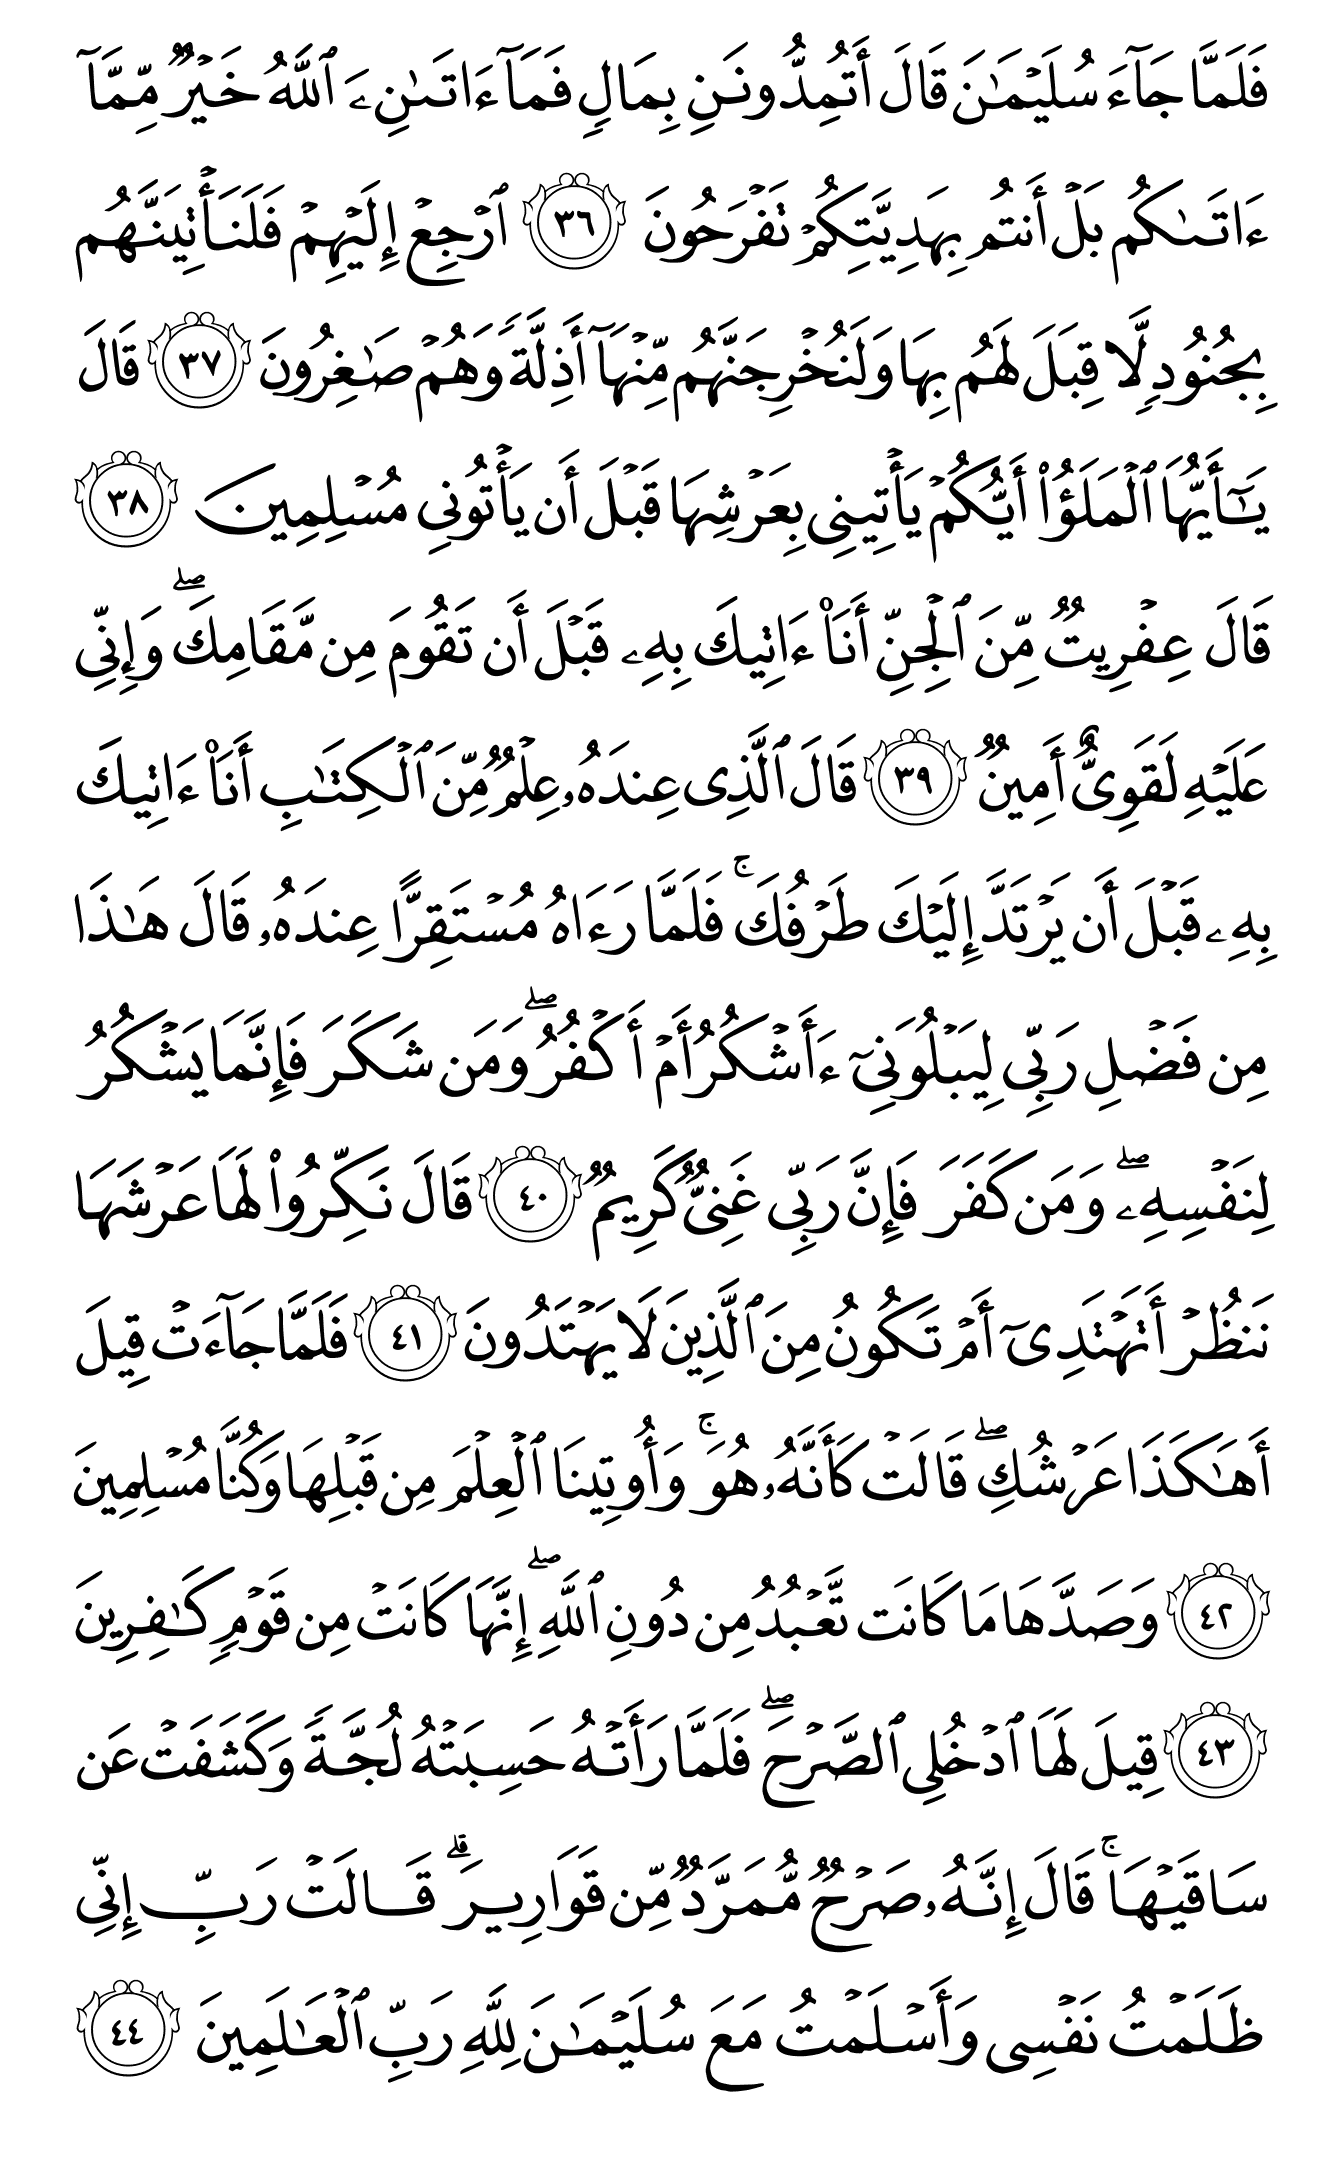 فَلَمَّا جَآءَ سُلَيۡمَٰنَ قَالَ أَتُمِدُّونَنِ بِمَالٖ فَمَآ ءَاتَىٰنِۦَ ٱللَّهُ خَيۡرٞ مِّمَّآ
ءَاتَىٰكُم بَلۡ أَنتُم بِهَدِيَّتِكُمۡ تَفۡرَحُونَ ٣٦ ٱرۡجِعۡ إِلَيۡهِمۡ فَلَنَأۡتِيَنَّهُم
بِجُنُودٖ لَّا قِبَلَ لَهُم بِهَا وَلَنُخۡرِجَنَّهُم مِّنۡهَآ أَذِلَّةٗ وَهُمۡ صَٰغِرُونَ ٣٧ قَالَ
يَٰٓأَيُّهَا ٱلۡمَلَؤُاْ أَيُّكُمۡ يَأۡتِينِي بِعَرۡشِهَا قَبۡلَ أَن يَأۡتُونِي مُسۡلِمِينَ ٣٨
قَالَ عِفۡرِيتٞ مِّنَ ٱلۡجِنِّ أَنَا۠ ءَاتِيكَ بِهِۦ قَبۡلَ أَن تَقُومَ مِن مَّقَامِكَۖ وَإِنِّي
عَلَيۡهِ لَقَوِيٌّ أَمِينٞ ٣٩ قَالَ ٱلَّذِي عِندَهُۥ عِلۡمٞ مِّنَ ٱلۡكِتَٰبِ أَنَا۠ ءَاتِيكَ
بِهِۦ قَبۡلَ أَن يَرۡتَدَّ إِلَيۡكَ طَرۡفُكَۚ فَلَمَّا رَءَاهُ مُسۡتَقِرًّا عِندَهُۥ قَالَ هَٰذَا
مِن فَضۡلِ رَبِّي لِيَبۡلُوَنِيٓ ءَأَشۡكُرُ أَمۡ أَكۡفُرُۖ وَمَن شَكَرَ فَإِنَّمَا يَشۡكُرُ
لِنَفۡسِهِۦۖ وَمَن كَفَرَ فَإِنَّ رَبِّي غَنِيّٞ كَرِيمٞ ٤٠ قَالَ نَكِّرُواْ لَهَا عَرۡشَهَا
نَنظُرۡ أَتَهۡتَدِيٓ أَمۡ تَكُونُ مِنَ ٱلَّذِينَ لَا يَهۡتَدُونَ ٤١ فَلَمَّا جَآءَتۡ قِيلَ
أَهَٰكَذَا عَرۡشُكِۖ قَالَتۡ كَأَنَّهُۥ هُوَۚ وَأُوتِينَا ٱلۡعِلۡمَ مِن قَبۡلِهَا وَكُنَّا مُسۡلِمِينَ
٤٢ وَصَدَّهَا مَا كَانَت تَّعۡبُدُ مِن دُونِ ٱللَّهِۖ إِنَّهَا كَانَتۡ مِن قَوۡمٖ كَٰفِرِينَ
٤٣ قِيلَ لَهَا ٱدۡخُلِي ٱلصَّرۡحَۖ فَلَمَّا رَأَتۡهُ حَسِبَتۡهُ لُجَّةٗ وَكَشَفَتۡ عَن
سَاقَيۡهَاۚ قَالَ إِنَّهُۥ صَرۡحٞ مُّمَرَّدٞ مِّن قَوَارِيرَۗ قَالَتۡ رَبِّ إِنِّي
ظَلَمۡتُ نَفۡسِي وَأَسۡلَمۡتُ مَعَ سُلَيۡمَٰنَ لِلَّهِ رَبِّ ٱلۡعَٰلَمِينَ ٤٤